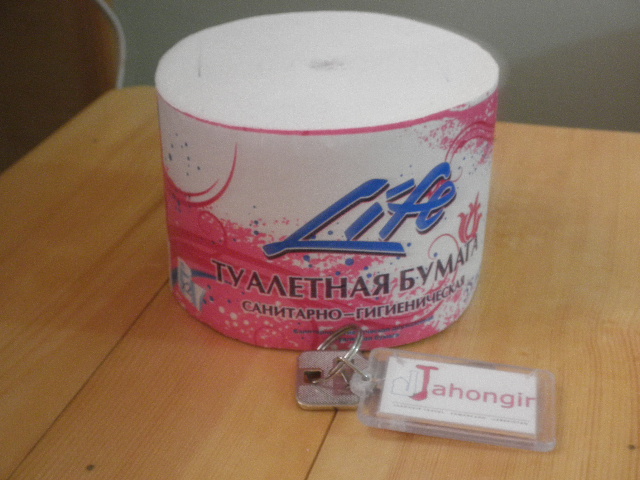 Life
ТУАЛЕТНАЯ БУМАГА
САНИТАРНО-ГИГИЕНИЧЕСКАЯ
Jahongir